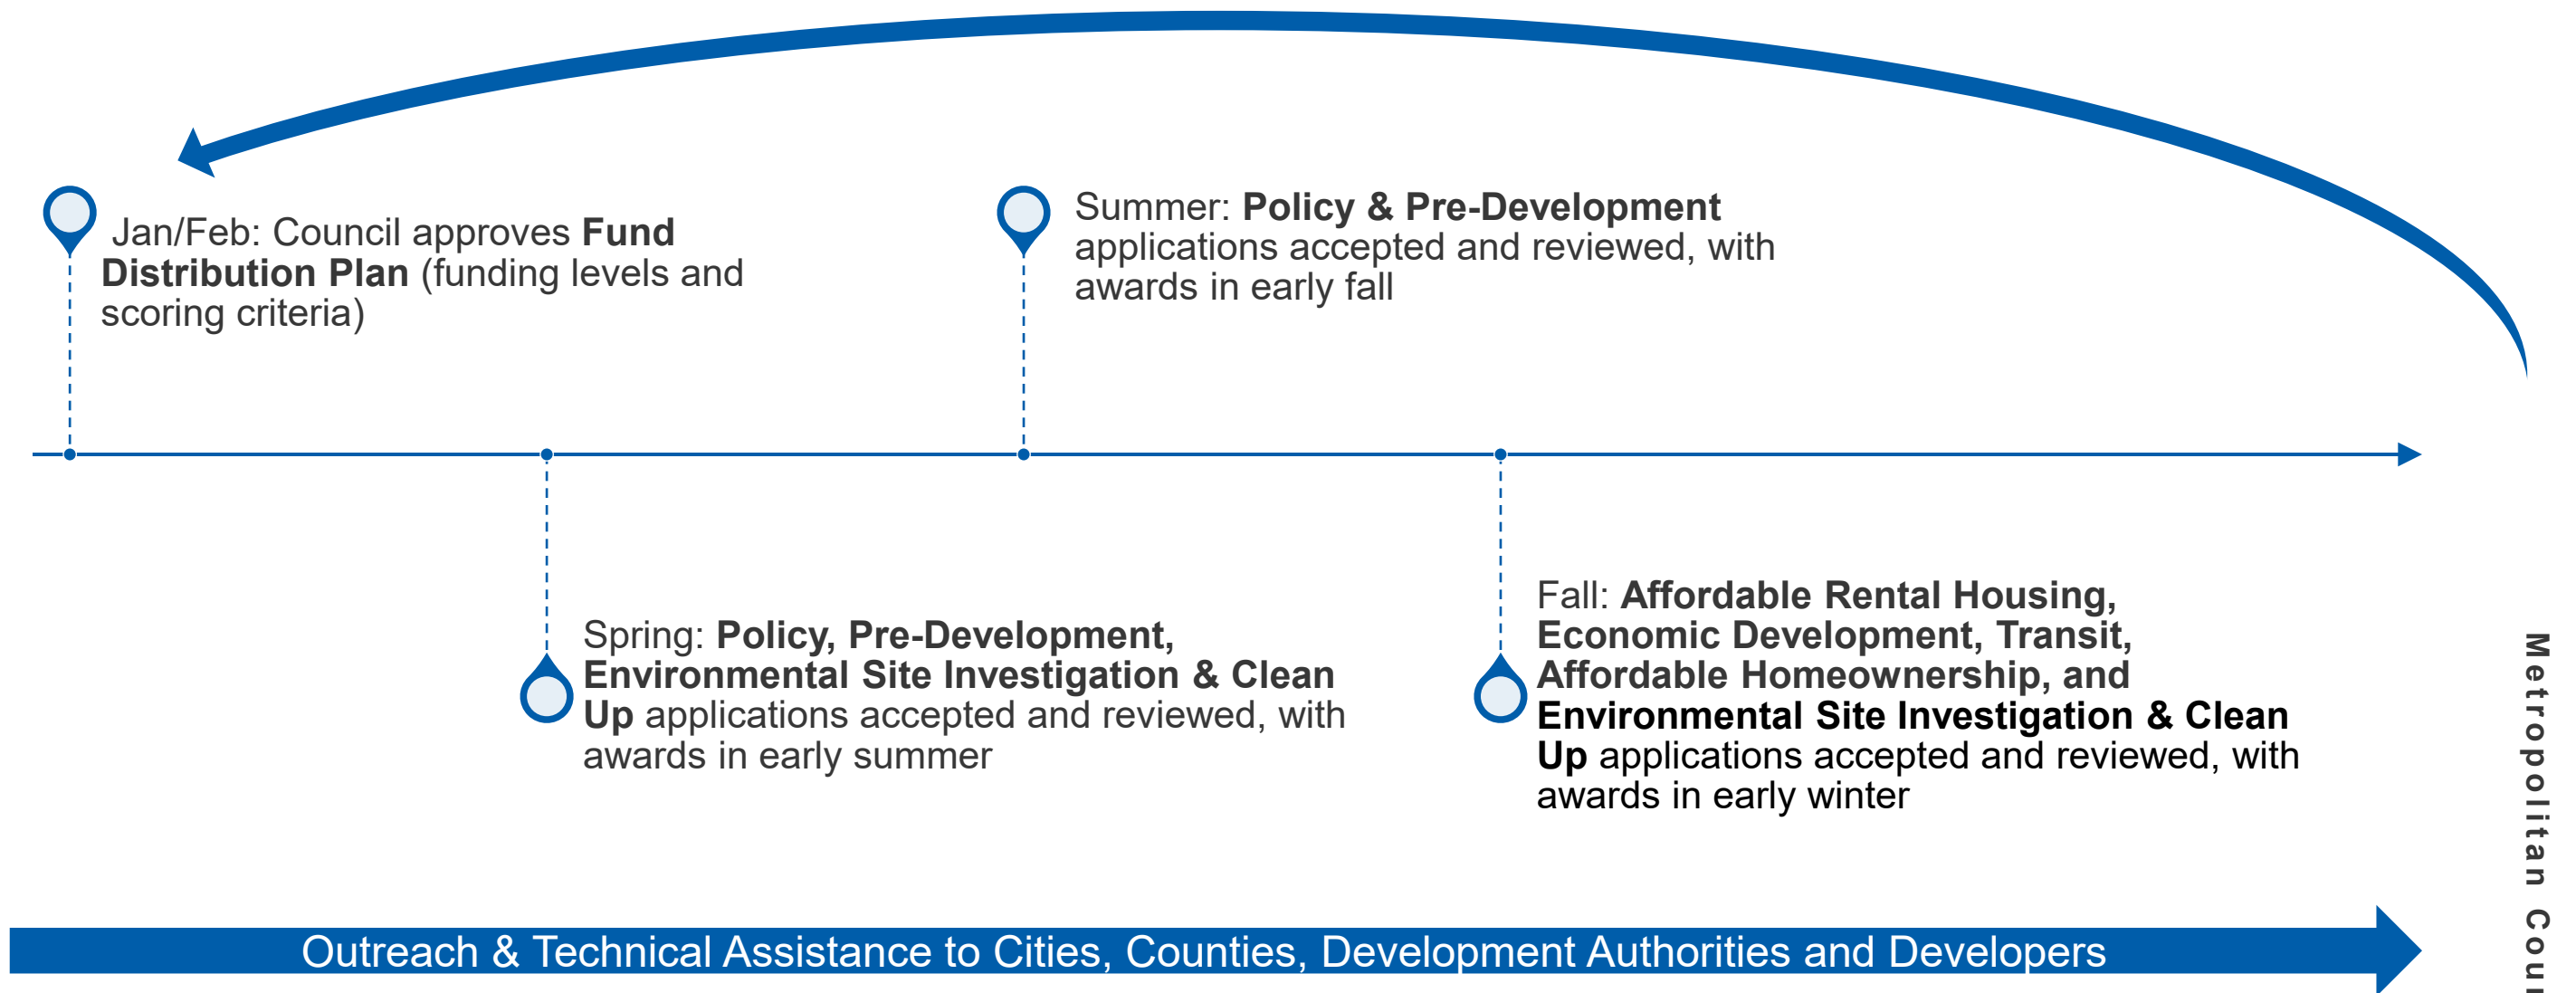 Jan/Feb: Council approves Fund
Distribution Plan (funding levels and
scoring criteria)
Summer: Policy & Pre-Development
applications accepted and reviewed, with
awards in early fall
Spring: Policy, Pre-Development,
Environmental Site Investigation & Clean
Up applications accepted and reviewed, with
awards in early summer
Fall: Affordable Rental Housing,
Economic Development, Transit,
Affordable Homeownership, and
Environmental Site Investigation & Clean
Up applications accepted and reviewed, with
awards in early winter
Outreach & Technical Assistance to Cities, Counties, Development Authorities and Developers
Metropolitan